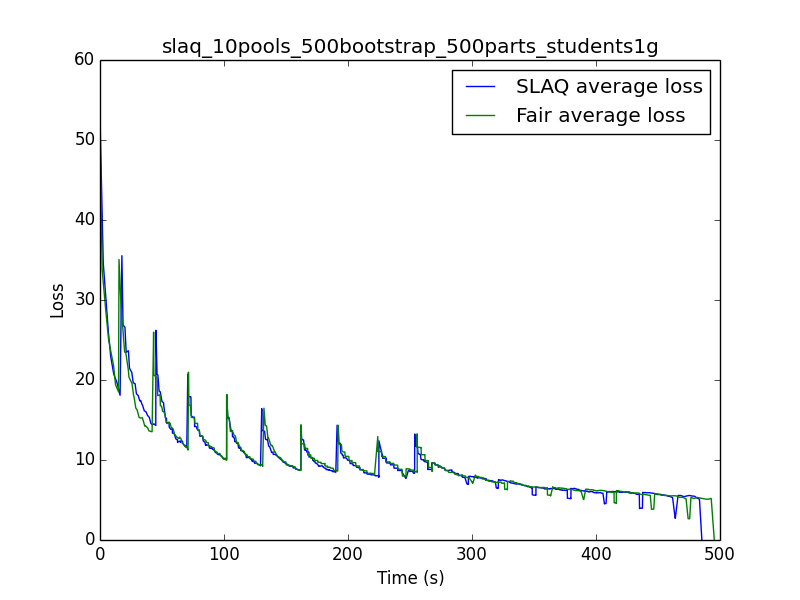 slaq_10pools_500bootstrap_500parts_students1g
60
50
40
30
20
10
0
Loss
SLAQ average loss
Fair average loss
0 100 200 300 400 500
Time (s)